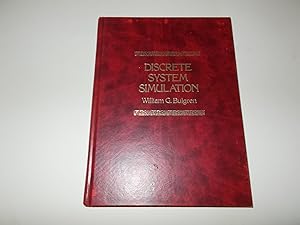 DISCRETE
SYSTEM
SIMULATION
William G. Bulgren